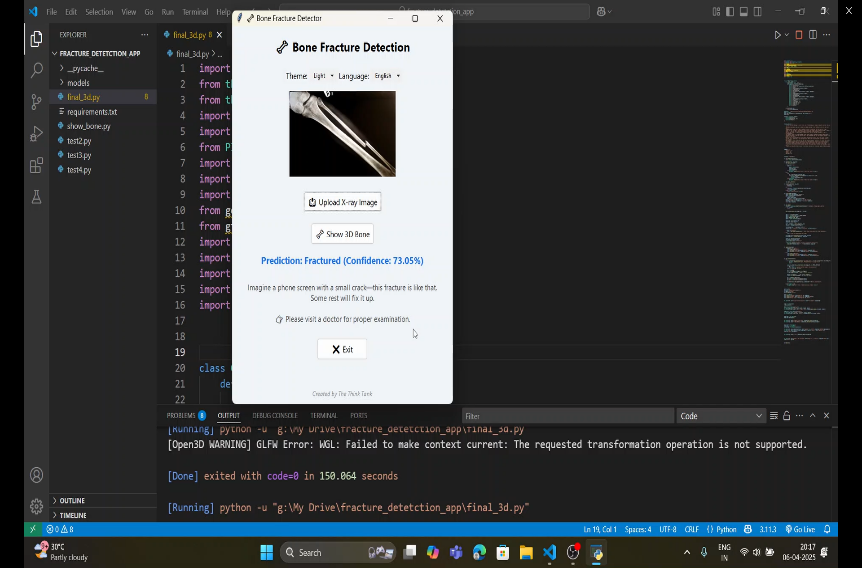 File Edit Selection View Go Run Terminal Help
Bone Fracture Detector
EXPLORER
FRACTURE DETETCTION APP
__pycache__
models
final_3d.py 8
requirements.txt
show_bone.py
test2.py
test3.py
test4.py
OUTLINE
TIMELINE
final_3d.py 8
final_3d.py > ...
1 import
2 from th
3 from th
4 import
5 import
6 from P
7 import
8 import
9 import
10 from g
11 from g
12 import
13 import
14 import
15 import
16 import
17
18
19
20 class
21 de
22
Bone Fracture Detection
Theme: Light Language: English
Upload X-ray Image
Show 3D Bone
Prediction: Fractured (Confidence: 73.05%)
Imagine a phone screen with a small crack—this fracture is like that.
Some rest will fix it up.
Please visit a doctor for proper examination.
Exit
Created by The Think Tank
PROBLEMS 8 OUTPUT DEBUG CONSOLE TERMINAL PORTS Filter Code
[Running] python -u "g:\My Drive\fracture_detetction_app\final_3d.py"
[Open3D WARNING] GLFW Error: WGL: Failed to make context current: The requested transformation operation is not supported.
[Done] exited with code=0 in 150.064 seconds
[Running] python -u "g:\My Drive\fracture_detetction_app\final_3d.py"
0 8 Ln 19, Col 1 Spaces: 4 UTF-8 CRLF Python 3.11.3 Go Live
30°C
Partly cloudy
Search
ENG
IN
20:17
06-04-2025